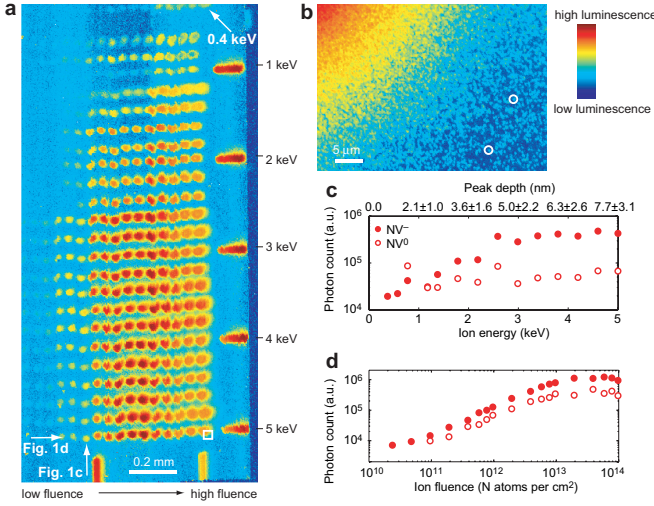 a
0.4 keV
1 keV
2 keV
3 keV
4 keV
5 keV
Fig. 1d
Fig. 1c
0.2 mm
low fluence
high fluence
b
5 µm
high luminescence
low luminescence
c
Peak depth (nm)
0.0 2.1±1.0 3.6±1.6 5.0±2.2 6.3±2.6 7.7±3.1
Photon count (a.u.)
10⁶
10⁵
10⁴
NV⁻
NV⁰
0 1 2 3 4 5
Ion energy (keV)
d
Photon count (a.u.)
10⁶
10⁵
10⁴
10¹⁰ 10¹¹ 10¹² 10¹³ 10¹⁴
Ion fluence (N atoms per cm²)